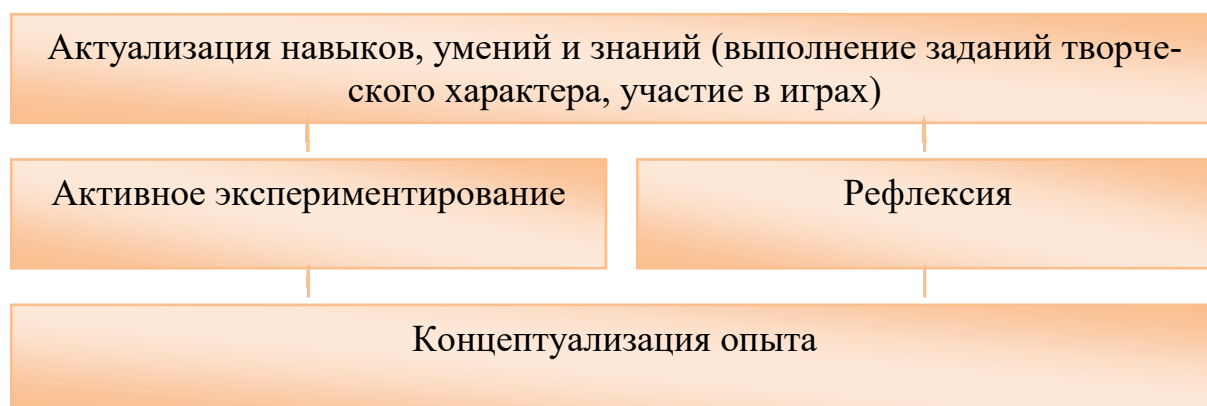 Актуализация навыков, умений и знаний (выполнение заданий творче-
ского характера, участие в играх)
Активное экспериментирование
Рефлексия
Концептуализация опыта